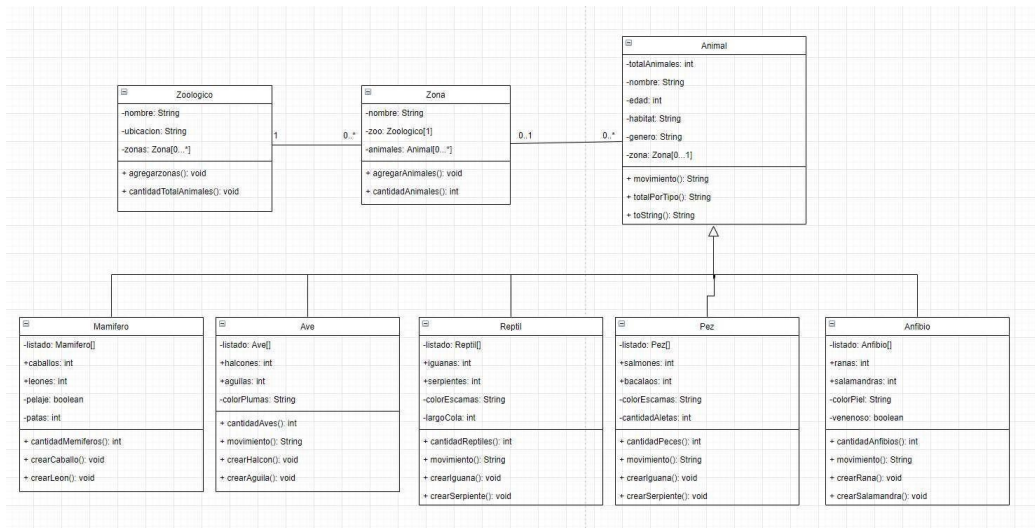 Animal
-totalAnimales: int
-nombre: String
-edad: int
-habitat: String
-genero: String
-zona: Zona[0...1]
+ movimiento(): String
+ totalPorTipo(): String
+ toString(): String
Zoologico
-nombre: String
-ubicacion: String
-zonas: Zona[0...*]
+ agregarzonas(): void
+ cantidadTotalAnimales(): void
1
0..*
Zona
-nombre: String
-zoo: Zoologico[1]
-animales: Animal[0...*]
+ agregarAnimales(): void
+ cantidadAnimales(): int
0..1
0..*
Mamifero
-listado: Mamifero[]
+caballos: int
+leones: int
-pelaje: boolean
-patas: int
+ cantidadMemiferos(): int
+ crearCaballo(): void
+ crearLeon(): void
Ave
-listado: Ave[]
+halcones: int
+aguilas: int
-colorPlumas: String
+ cantidadAves(): int
+ movimiento(): String
+ crearHalcon(): void
+ crearAguila(): void
Reptil
-listado: Reptil[]
+iguanas: int
+serpientes: int
-colorEscamas: String
-largoCola: int
+ cantidadReptiles(): int
+ movimiento(): String
+ crearIguana(): void
+ crearSerpiente(): void
Pez
-listado: Pez[]
+salmones: int
+bacalaos: int
-colorEscamas: String
-cantidadAletas: int
+ cantidadPeces(): int
+ movimiento(): String
+ crearIguana(): void
+ crearSerpiente(): void
Anfibio
-listado: Anfibio[]
+ranas: int
+salamandras: int
-colorPiel: String
-venenoso: boolean
+ cantidadAnfibios(): int
+ movimiento(): String
+ crearRana(): void
+ crearSalamandra(): void